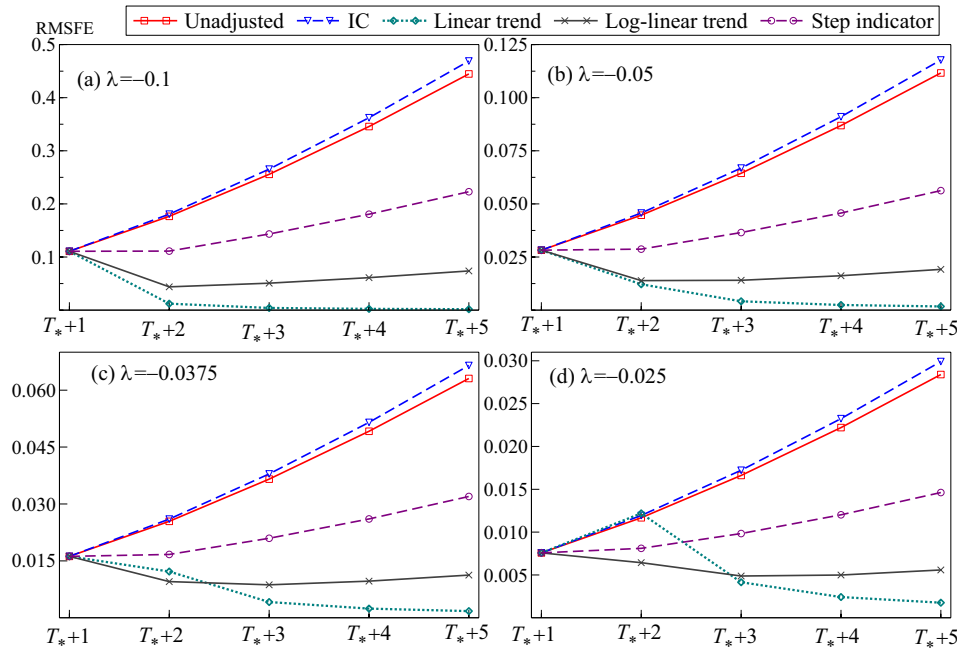 Unadjusted IC Linear trend Log-linear trend Step indicator
RMSFE
0.5
0.4
0.3
0.2
0.1
(a) λ=−0.1
T*+1 T*+2 T*+3 T*+4 T*+5
0.125
0.100
0.075
0.050
0.025
(b) λ=−0.05
T*+1 T*+2 T*+3 T*+4 T*+5
0.060
0.045
0.030
0.015
(c) λ=−0.0375
T*+1 T*+2 T*+3 T*+4 T*+5
0.030
0.025
0.020
0.015
0.010
0.005
(d) λ=−0.025
T*+1 T*+2 T*+3 T*+4 T*+5